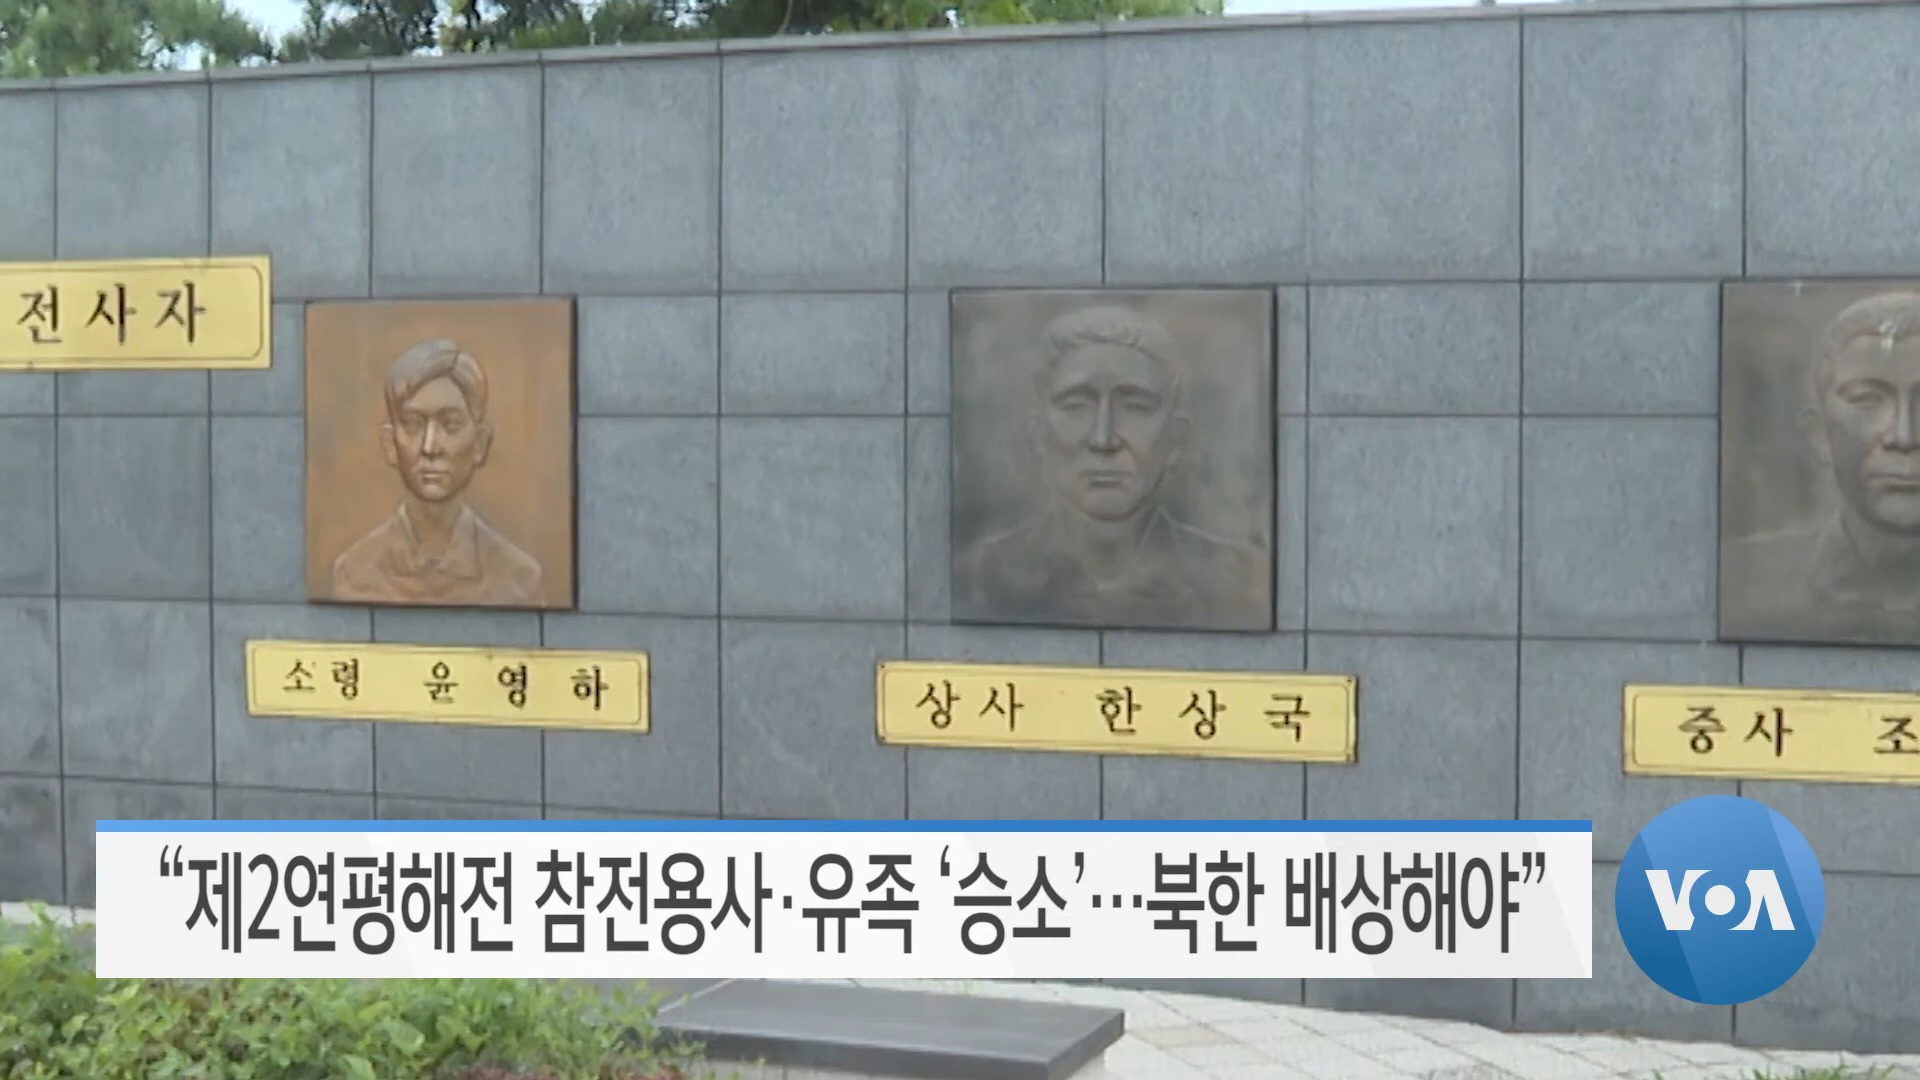 전사자
소령 윤영하
상사 한상국
중사 조
“제2연평해전 참전용사·유족 ‘승소’…북한 배상해야”
VOA